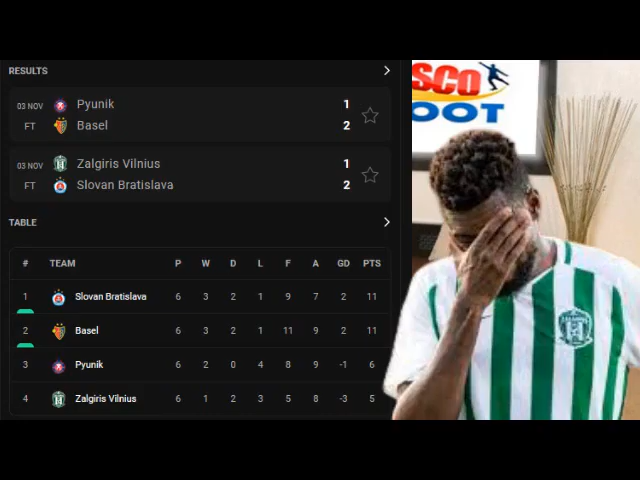 RESULTS
03 NOV Pyunik 1
FT Basel 2
03 NOV Zalgiris Vilnius 1
FT Slovan Bratislava 2
TABLE
# TEAM P W D L F A GD PTS
1 Slovan Bratislava 6 3 2 1 9 7 2 11
2 Basel 6 3 2 1 11 9 2 11
3 Pyunik 6 2 0 4 8 9 -1 6
4 Zalgiris Vilnius 6 1 2 3 5 8 -3 5
SCO
OOT
ZALGIRIS